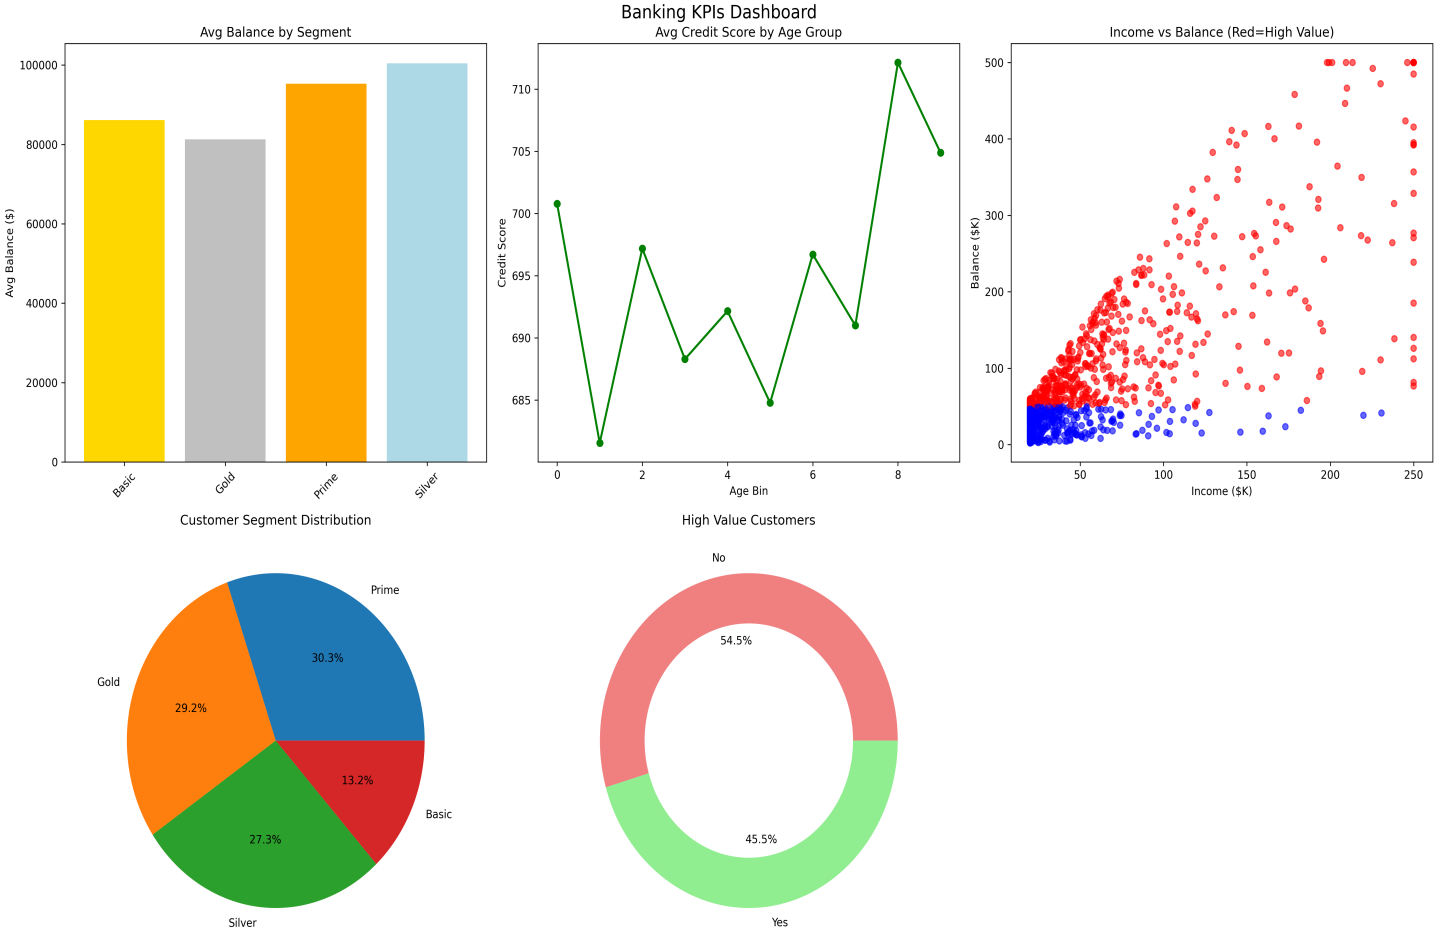 Banking KPIs Dashboard
Avg Balance by Segment
Avg Balance ($)
100000
80000
60000
40000
20000
0
Basic
Gold
Prime
Silver
Avg Credit Score by Age Group
Credit Score
710
705
700
695
690
685
0
2
4
6
8
Age Bin
Income vs Balance (Red=High Value)
Balance ($K)
500
400
300
200
100
0
50
100
150
200
250
Income ($K)
Customer Segment Distribution
Prime
30.3%
Gold
29.2%
13.2%
Basic
27.3%
Silver
High Value Customers
No
54.5%
45.5%
Yes